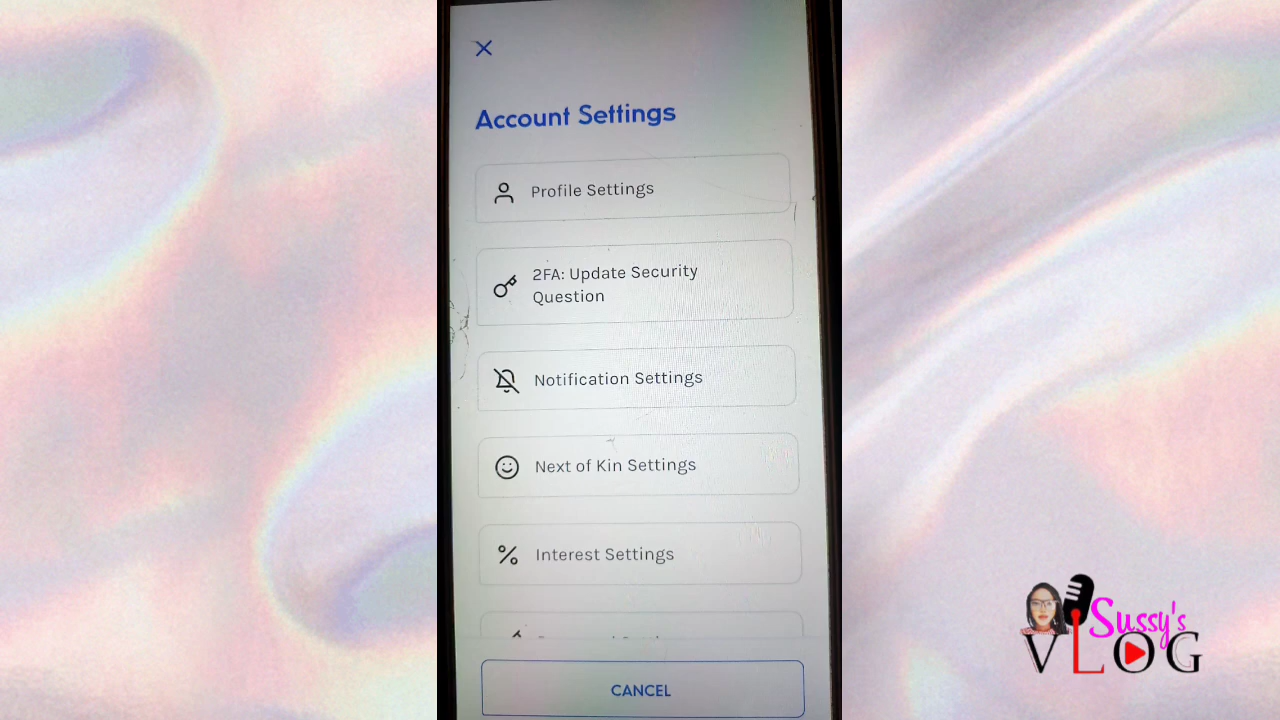 Account Settings
Profile Settings
2FA: Update Security
Question
Notification Settings
Next of Kin Settings
Interest Settings
CANCEL
Sussy's
VLOG